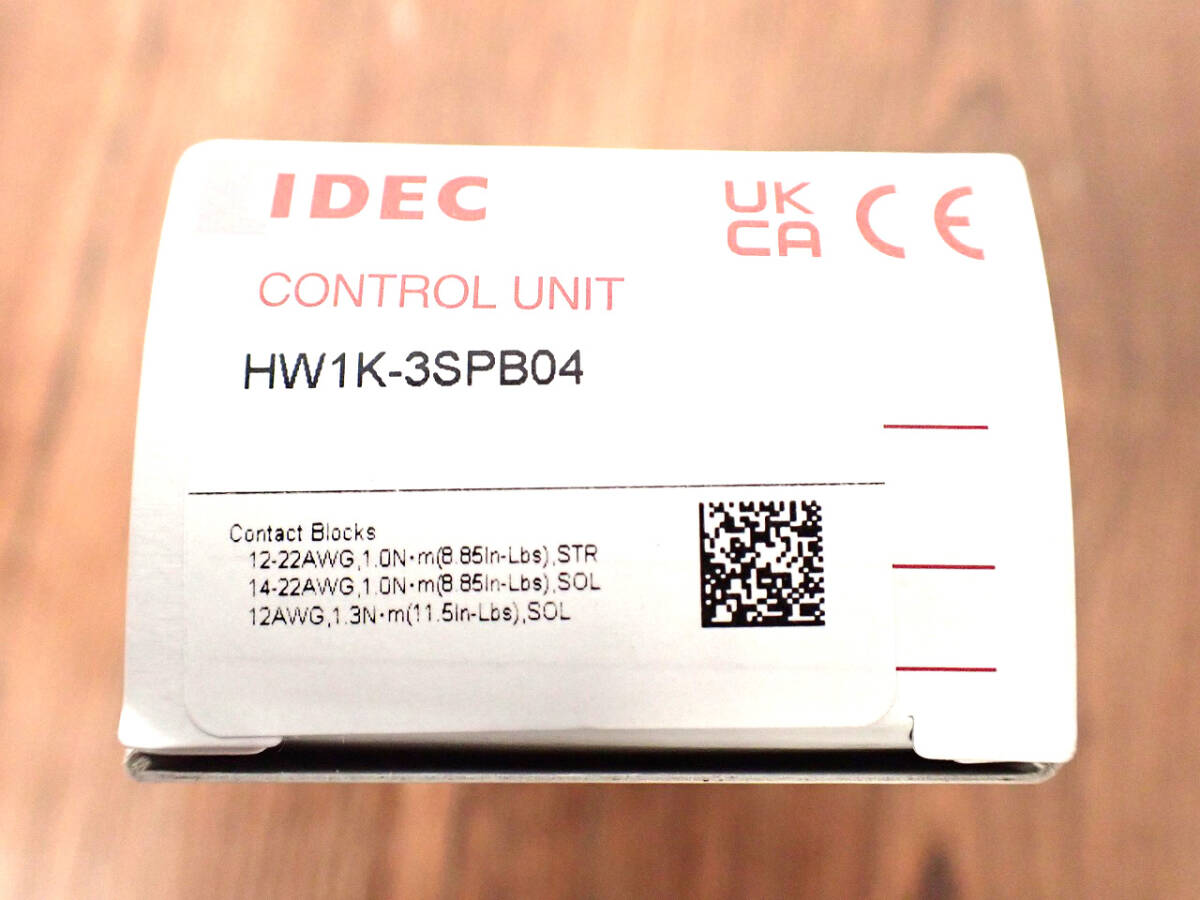 IDEC
UK
CA
CE
CONTROL UNIT
HW1K-3SPB04
Contact Blocks
12-22AWG,1.0N·m(8.85In-Lbs),STR
14-22AWG,1.0N·m(8.85In-Lbs),SOL
12AWG,1.3N·m(11.5In-Lbs),SOL